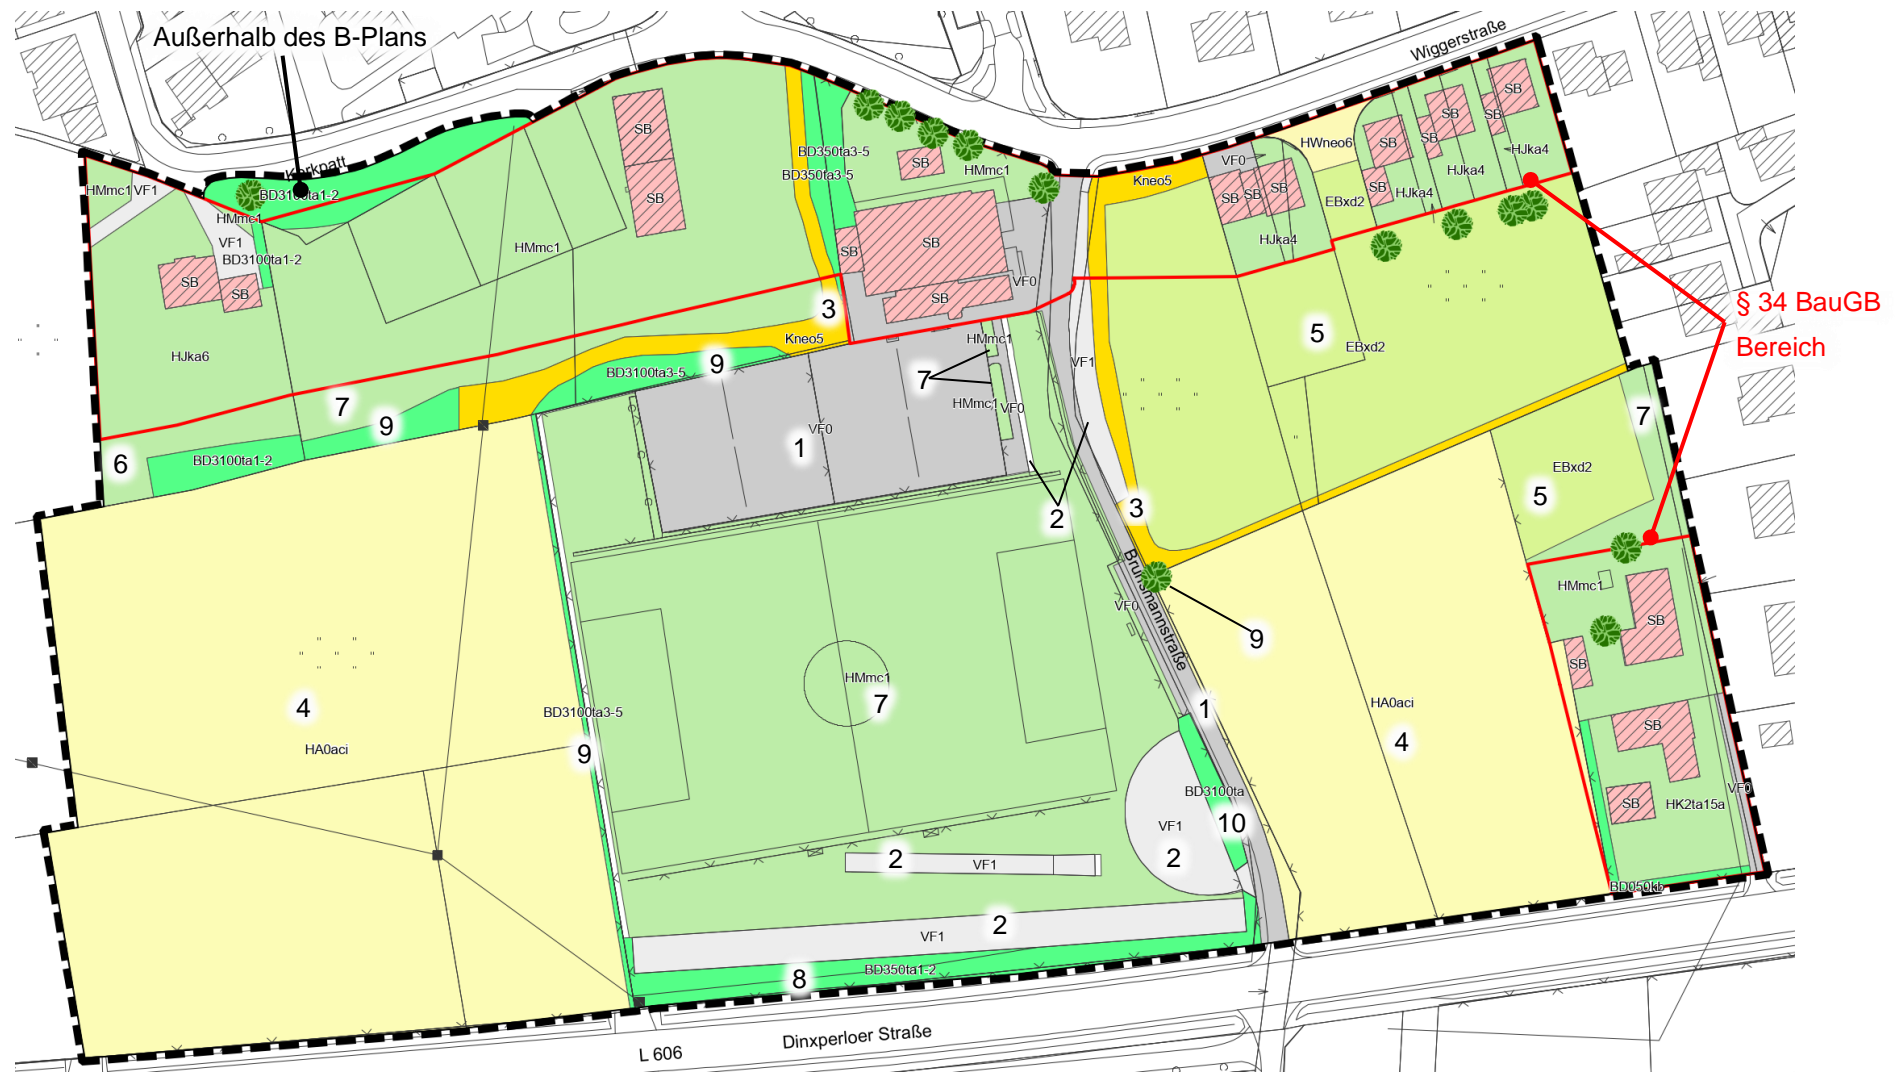 Außerhalb des B-Plans
Wiggerstraße
Kerkpatt
HMmc1
VF1
BD3100ta1-2
HMmc1
VF1
BD3100ta1-2
SB
SB
HJka6
HMmc1
SB
SB
BD350ta3-5
BD350ta3-5
SB
HMmc1
SB
SB
SB
VF0
3
Kneo5
Kneo5
VF0
HWneo6
SB
SB
SB
HJka4
EBxd2
SB
SB
SB
SB
SB
SB
HJka4
HJka4
HJka4
§ 34 BauGB
Bereich
5
EBxd2
7
9
BD3100ta3-5
9
7
6
BD3100ta1-2
1
VF0
HMmc1
7
HMmc1
VF0
VF1
2
3
7
EBxd2
5
Brunsmannstraße
VF0
9
HMmc1
SB
SB
4
HA0aci
BD3100ta3-5
9
HMmc1
7
1
HA0aci
4
SB
SB
HK2ta15a
VF0
BD3100ta
10
VF1
2
2
VF1
2
VF1
8
BD350ta1-2
BD050kb
L 606
Dinxperloer Straße